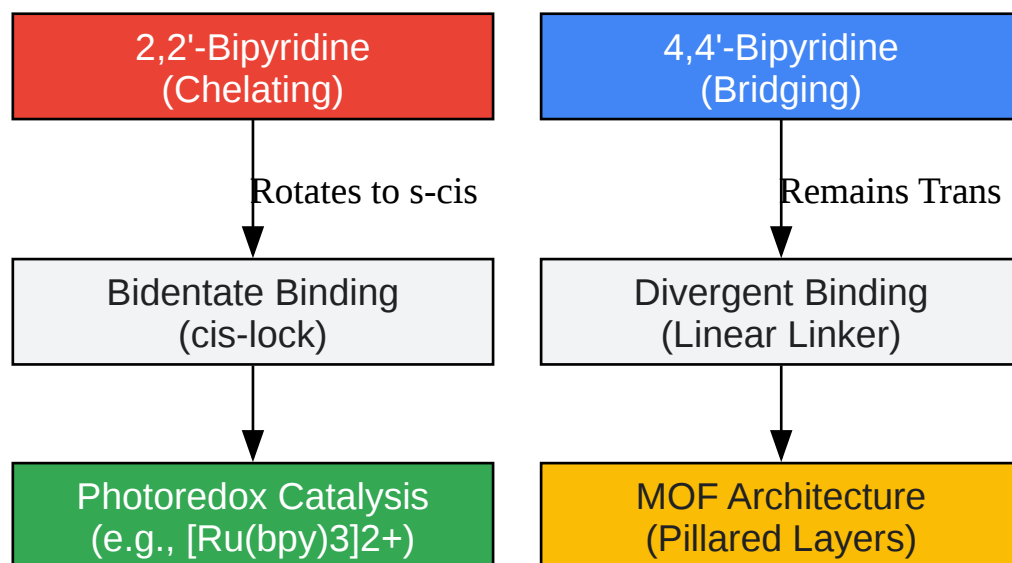 2,2'-Bipyridine
(Chelating)
4,4'-Bipyridine
(Bridging)
Rotates to s-cis
Remains Trans
Bidentate Binding
(cis-lock)
Divergent Binding
(Linear Linker)
Photoredox Catalysis
(e.g., [Ru(bpy)3]2+)
MOF Architecture
(Pillared Layers)